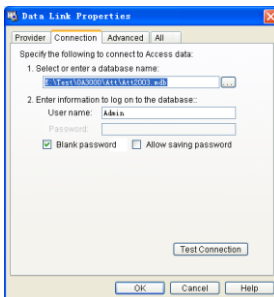 Data Link Properties
Provider Connection Advanced All
Specify the following to connect to Access data:
1. Select or enter a database name:
E:\Text\OA3000\Att\Att2003.mdb ...
2. Enter information to log on to the database::
User name: Admin
Password:
Blank password Allow saving password
Test Connection
OK Cancel Help